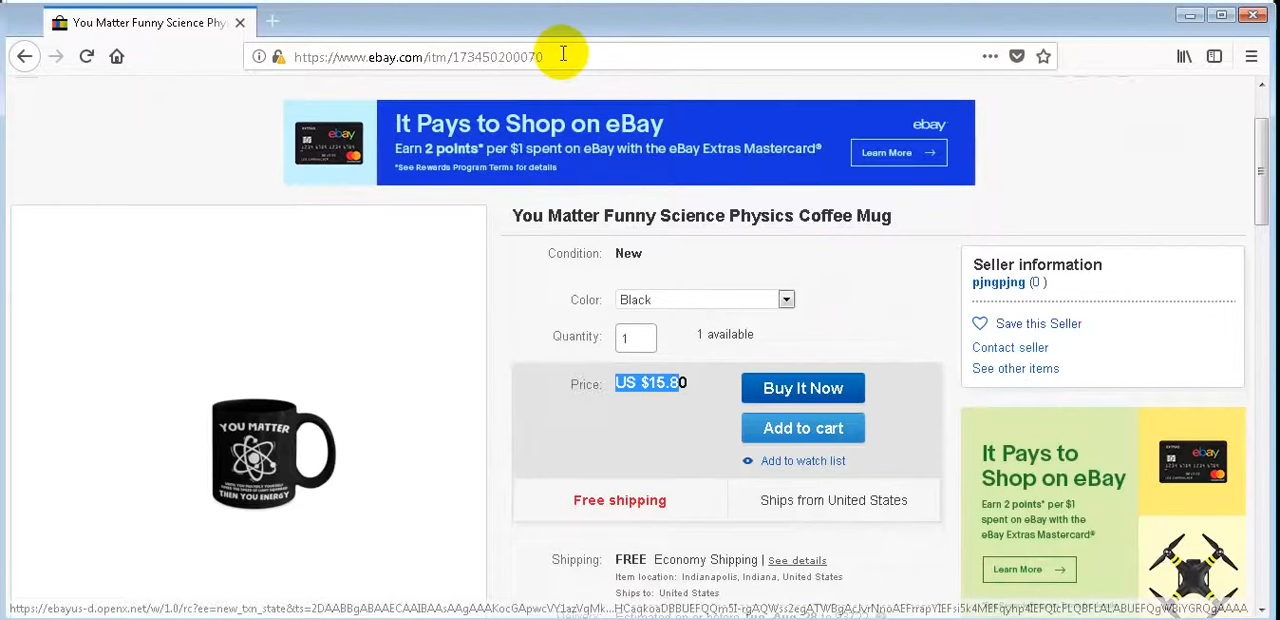 You Matter Funny Science Phy
https://www.ebay.com/itm/173450200070
It Pays to Shop on eBay
Earn 2 points* per $1 spent on eBay with the eBay Extras Mastercard®
*See Rewards Program Terms for details
ebay
Learn More →
ebay
You Matter Funny Science Physics Coffee Mug
Condition: New
Color: Black
Quantity: 1
1 available
Price: US $15.80
Buy It Now
Add to cart
Add to watch list
Free shipping
Ships from United States
Shipping: FREE Economy Shipping | See details
Item location: Indianapolis, Indiana, United States
Ships to: United States
Seller information
pjngpjng (0 )
Save this Seller
Contact seller
See other items
It Pays to
Shop on eBay
Earn 2 points* per $1
spent on eBay with the
eBay Extras Mastercard®
Learn More →
ebay
YOU MATTER
THEN YOU ENERGY